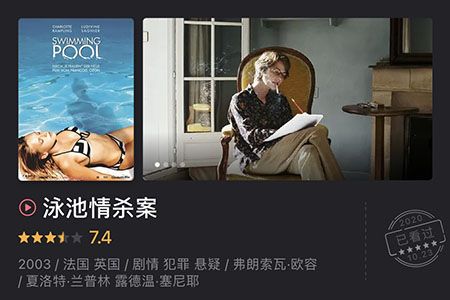 CHARLOTTE RAMPLING
LUDIVINE SAGNIER
SWIMMING
POOL
泳池情杀案
7.4
2003 / 法国 英国 / 剧情 犯罪 悬疑 / 弗朗索瓦·欧容
/ 夏洛特·兰普林 露德温·塞尼耶
2020
已看过
10.23